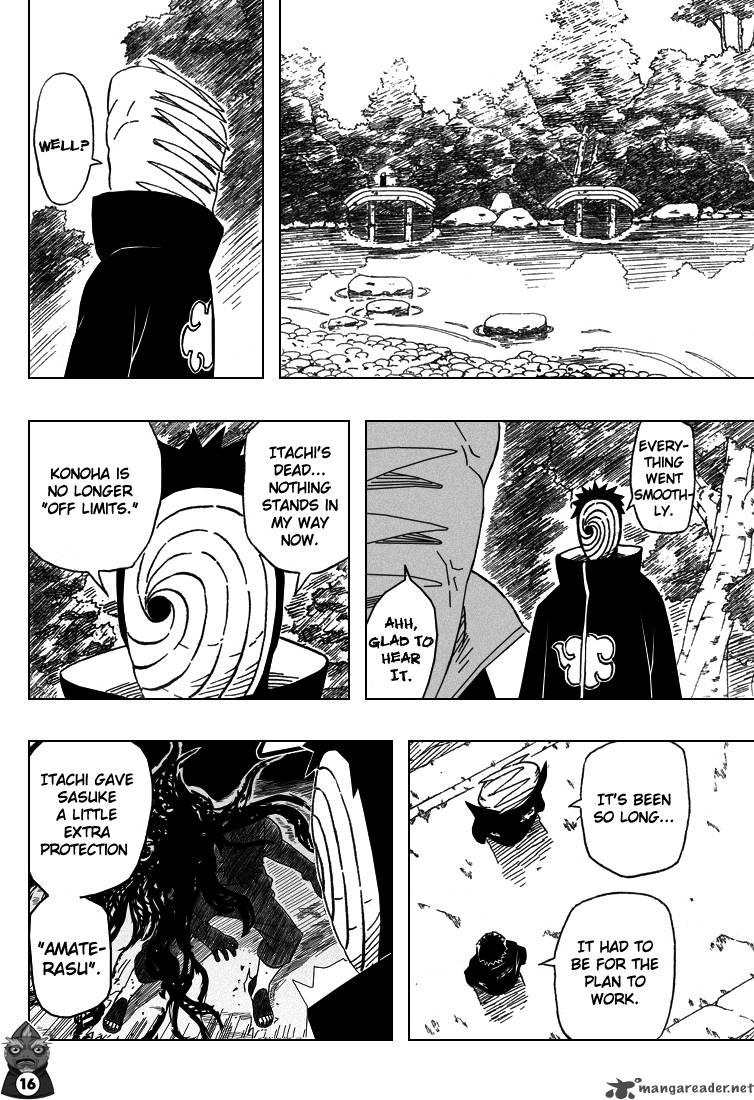 WELL?
EVERY-
THING
WENT
SMOOTH-
LY.
AHH,
GLAD TO
HEAR
IT.
ITACHI'S
DEAD...
NOTHING
STANDS IN
MY WAY
NOW.
KONOHA IS
NO LONGER
"OFF LIMITS."
IT'S BEEN
SO LONG...
IT HAD TO
BE FOR THE
PLAN TO
WORK.
ITACHI GAVE
SASUKE
A LITTLE
EXTRA
PROTECTION
"AMATE-
RASU".
16
mangareader.net